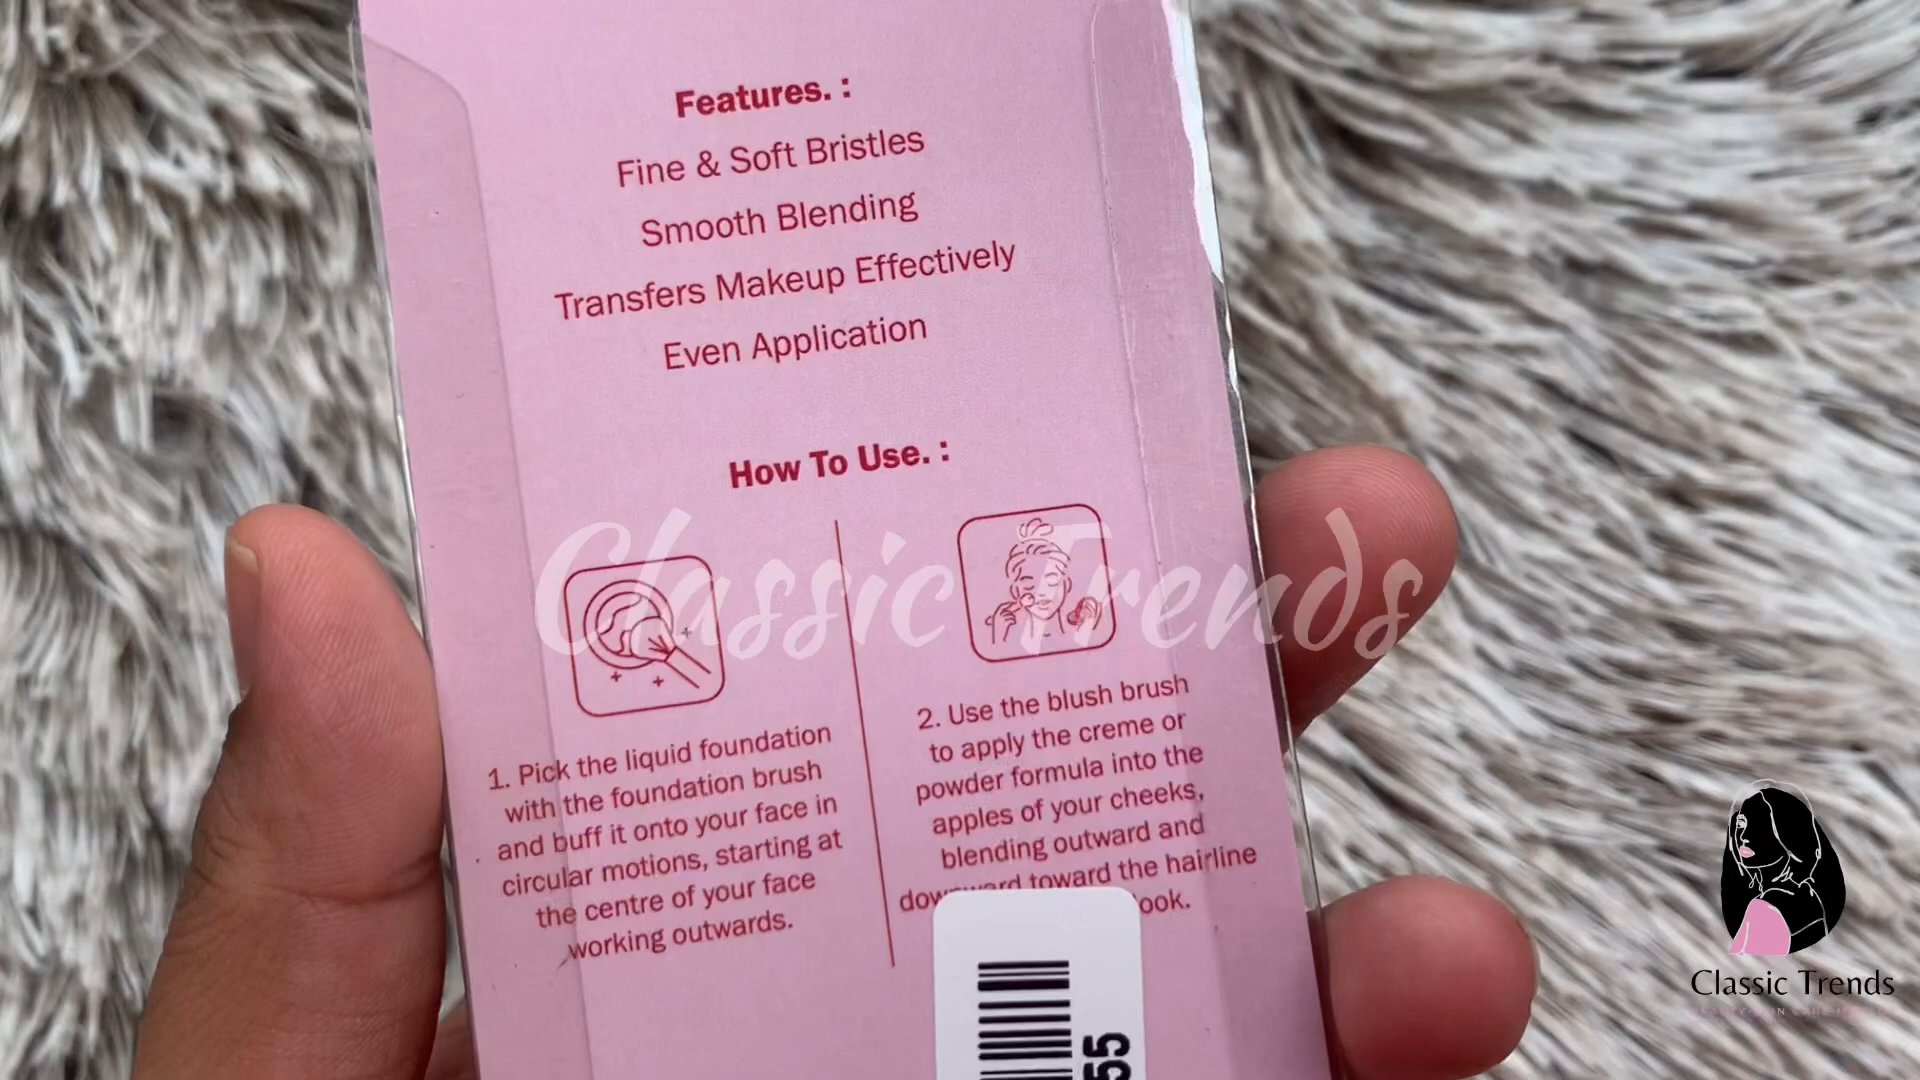 Features. :
Fine & Soft Bristles
Smooth Blending
Transfers Makeup Effectively
Even Application
How To Use. :
Classic Trends
1. Pick the liquid foundation
with the foundation brush
and buff it onto your face in
circular motions, starting at
the centre of your face
working outwards.
2. Use the blush brush
to apply the creme or
powder formula into the
apples of your cheeks,
blending outward and
toward the hairline
55
Classic Trends